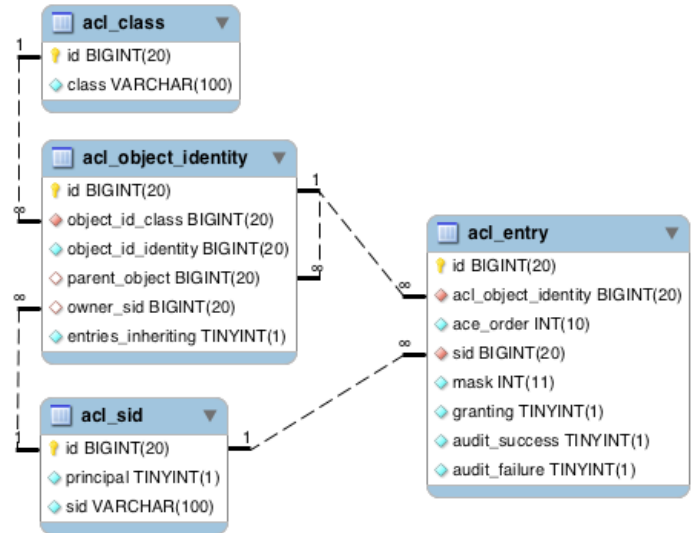 acl_class
1
id BIGINT(20)
class VARCHAR(100)
acl_object_identity
id BIGINT(20)
1
∞
object_id_class BIGINT(20)
object_id_identity BIGINT(20)
parent_object BIGINT(20)
∞
∞
owner_sid BIGINT(20)
entries_inheriting TINYINT(1)
acl_entry
id BIGINT(20)
∞
acl_object_identity BIGINT(20)
ace_order INT(10)
∞
sid BIGINT(20)
mask INT(11)
granting TINYINT(1)
audit_success TINYINT(1)
audit_failure TINYINT(1)
acl_sid
1
id BIGINT(20)
1
principal TINYINT(1)
sid VARCHAR(100)